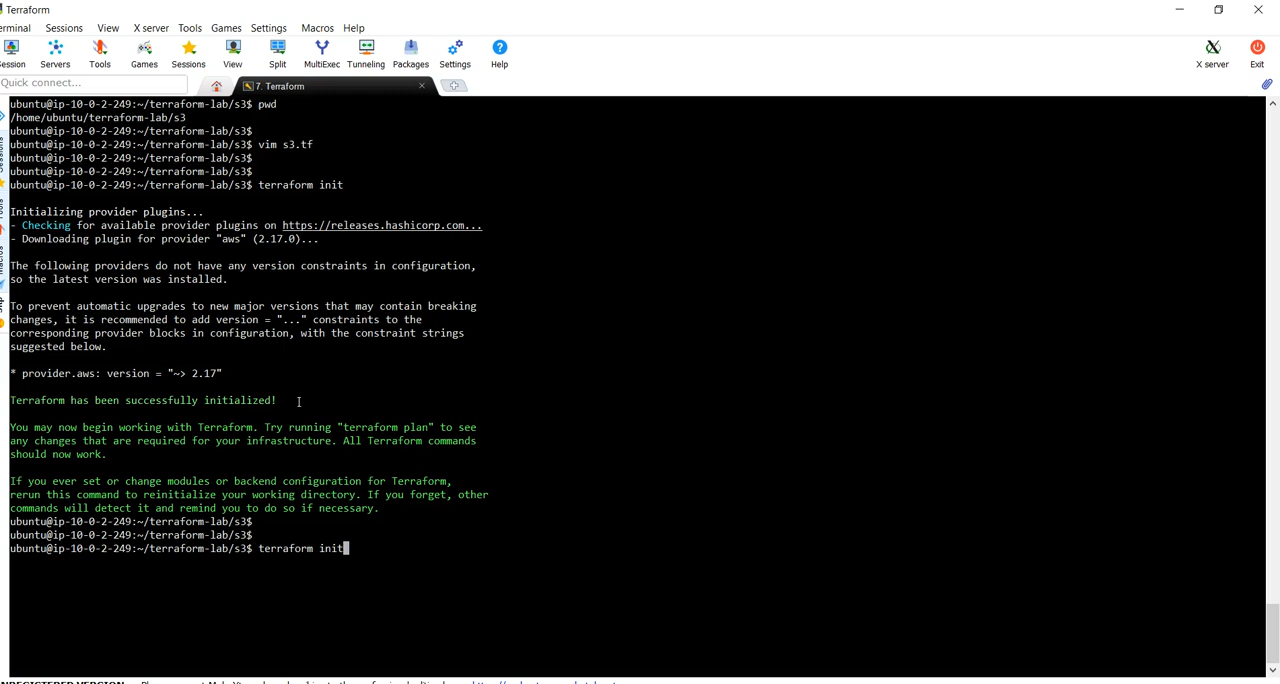 Terraform
erminal Sessions View X server Tools Games Settings Macros Help
ession Servers Tools Games Sessions View Split MultiExec Tunneling Packages Settings Help X server Exit
Quick connect...
7. Terraform
ubuntu@ip-10-0-2-249:~/terraform-lab/s3$ pwd
/home/ubuntu/terraform-lab/s3
ubuntu@ip-10-0-2-249:~/terraform-lab/s3$
ubuntu@ip-10-0-2-249:~/terraform-lab/s3$ vim s3.tf
ubuntu@ip-10-0-2-249:~/terraform-lab/s3$
ubuntu@ip-10-0-2-249:~/terraform-lab/s3$
ubuntu@ip-10-0-2-249:~/terraform-lab/s3$ terraform init
Initializing provider plugins...
- Checking for available provider plugins on https://releases.hashicorp.com...
- Downloading plugin for provider "aws" (2.17.0)...
The following providers do not have any version constraints in configuration,
so the latest version was installed.
To prevent automatic upgrades to new major versions that may contain breaking
changes, it is recommended to add version = "..." constraints to the
corresponding provider blocks in configuration, with the constraint strings
suggested below.
* provider.aws: version = "~> 2.17"
Terraform has been successfully initialized!
You may now begin working with Terraform. Try running "terraform plan" to see
any changes that are required for your infrastructure. All Terraform commands
should now work.
If you ever set or change modules or backend configuration for Terraform,
rerun this command to reinitialize your working directory. If you forget, other
commands will detect it and remind you to do so if necessary.
ubuntu@ip-10-0-2-249:~/terraform-lab/s3$
ubuntu@ip-10-0-2-249:~/terraform-lab/s3$
ubuntu@ip-10-0-2-249:~/terraform-lab/s3$ terraform init